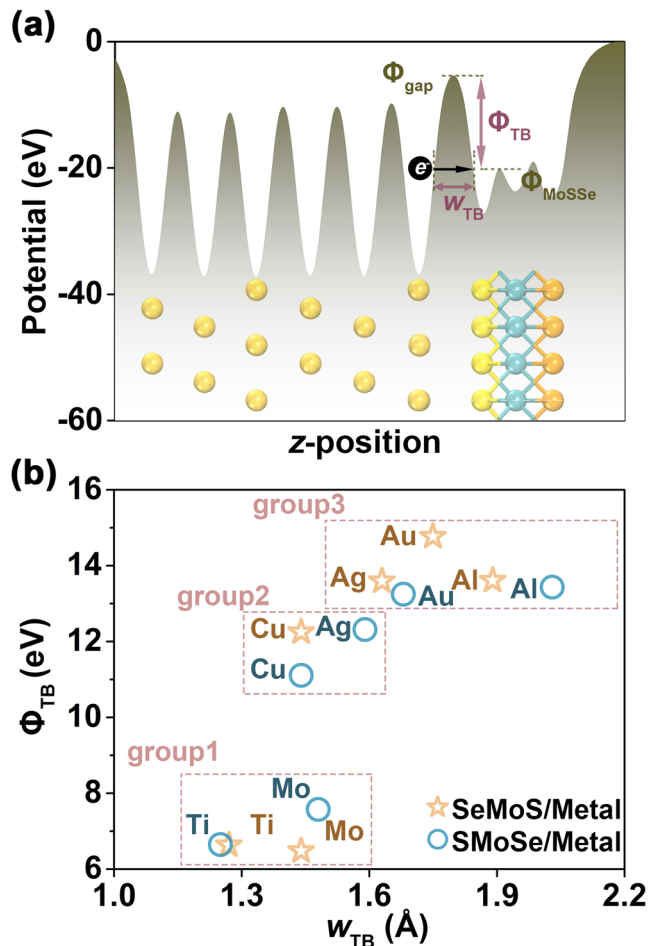 (a)
0
-20
-40
-60
Potential (eV)
z-position
Φgap
ΦTB
e-
wTB
ΦMoSSe
(b)
16
14
12
10
8
6
ΦTB (eV)
group3
Au
Ag
Au
Al
Al
group2
Cu
Ag
Cu
group1
Mo
Ti
Ti
Mo
SeMoS/Metal
SMoSe/Metal
1.0
1.3
1.6
1.9
2.2
wTB (Å)